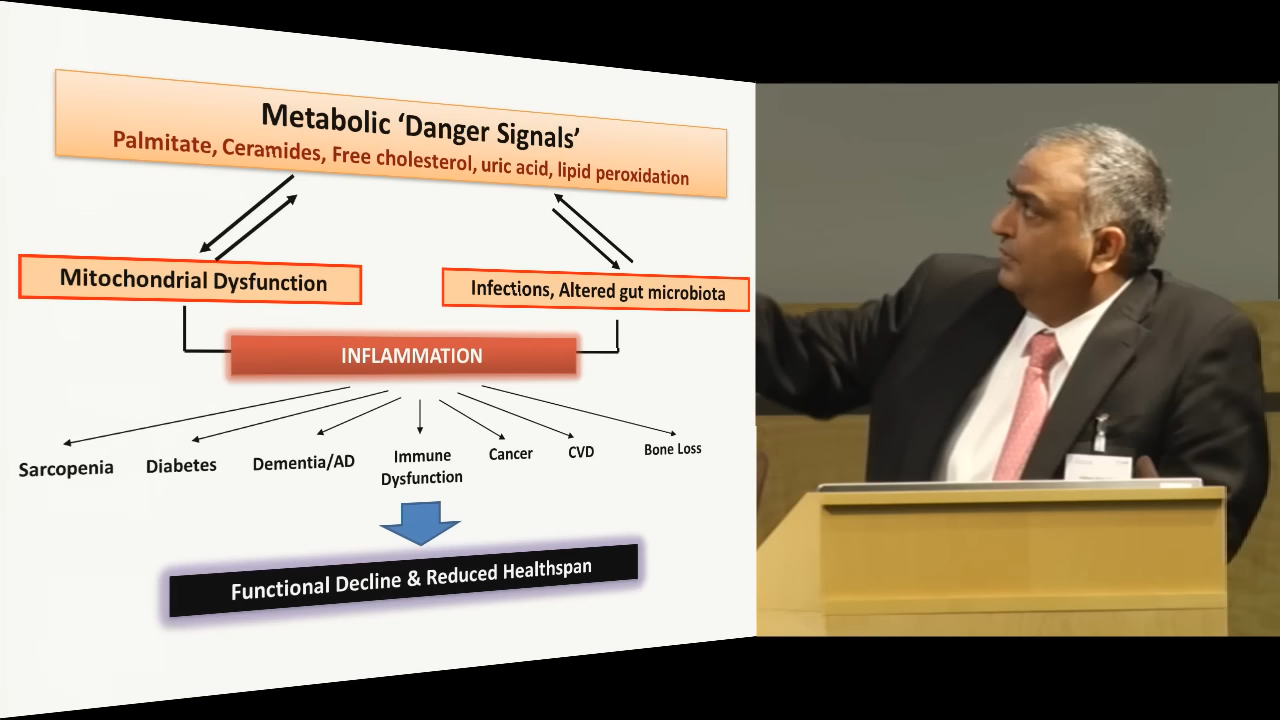 Metabolic ‘Danger Signals’
Palmitate, Ceramides, Free cholesterol, uric acid, lipid peroxidation
Mitochondrial Dysfunction
Infections, Altered gut microbiota
INFLAMMATION
Sarcopenia
Diabetes
Dementia/AD
Immune
Dysfunction
Cancer
CVD
Bone Loss
Functional Decline & Reduced Healthspan